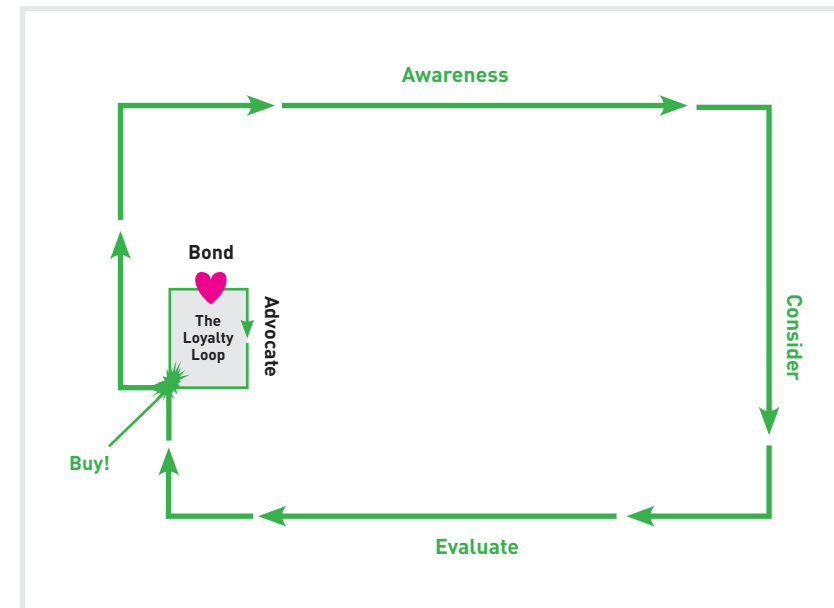 Awareness
Bond
The
Loyalty
Loop
Advocate
Consider
Buy!
Evaluate